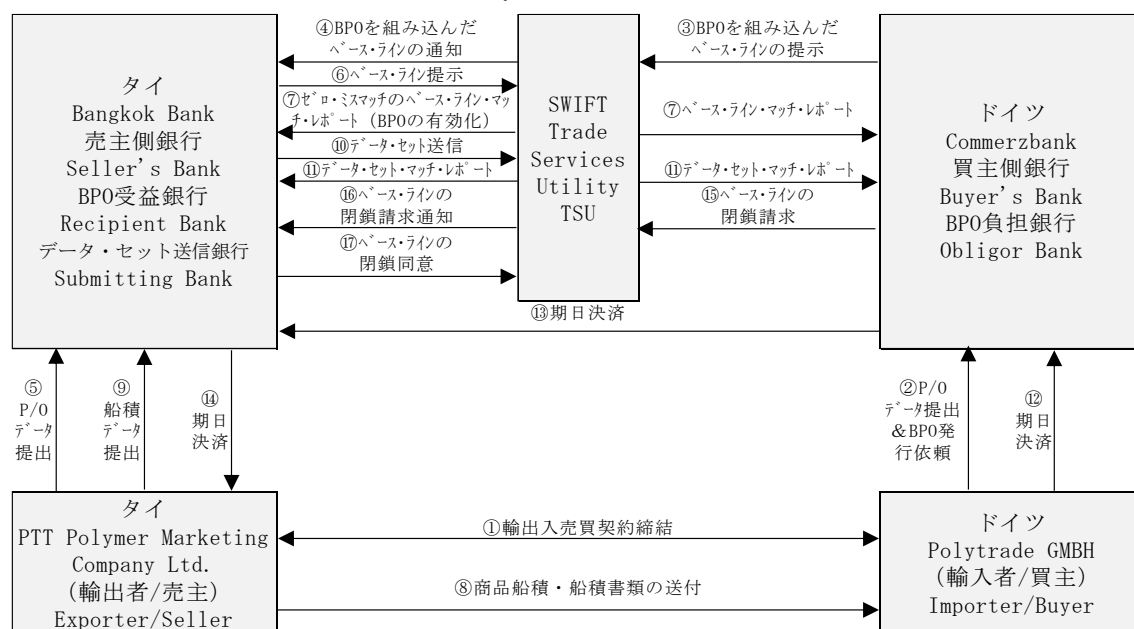 タイ
Bangkok Bank
売主側銀行
Seller's Bank
BPO受益銀行
Recipient Bank
データ・セット送信銀行
Submitting Bank
④BPOを組み込んだ
ベース・ラインの通知
⑥ベース・ライン提示
⑦ゼロ・ミスマッチのベース・ライン・マッ
チ・レポート（BPOの有効化）
⑩データ・セット送信
⑪データ・セット・マッチ・レポート
⑯ベース・ラインの
閉鎖請求通知
⑰ベース・ラインの
閉鎖同意
SWIFT
Trade
Services
Utility
TSU
③BPOを組み込んだ
ベース・ラインの提示
⑦ベース・ライン・マッチ・レポート
⑪データ・セット・マッチ・レポート
⑮ベース・ラインの
閉鎖請求
ドイツ
Commerzbank
買主側銀行
Buyer's Bank
BPO負担銀行
Obligor Bank
⑬期日決済
⑤
P/O
データ
提出
⑨
船積
データ
提出
⑭
期日
決済
②P/O
データ提出
＆BPO発
行依頼
⑫
期日
決済
タイ
PTT Polymer Marketing
Company Ltd.
(輸出者/売主)
Exporter/Seller
①輸出入売買契約締結
⑧商品船積・船積書類の送付
ドイツ
Polytrade GMBH
(輸入者/買主)
Importer/Buyer